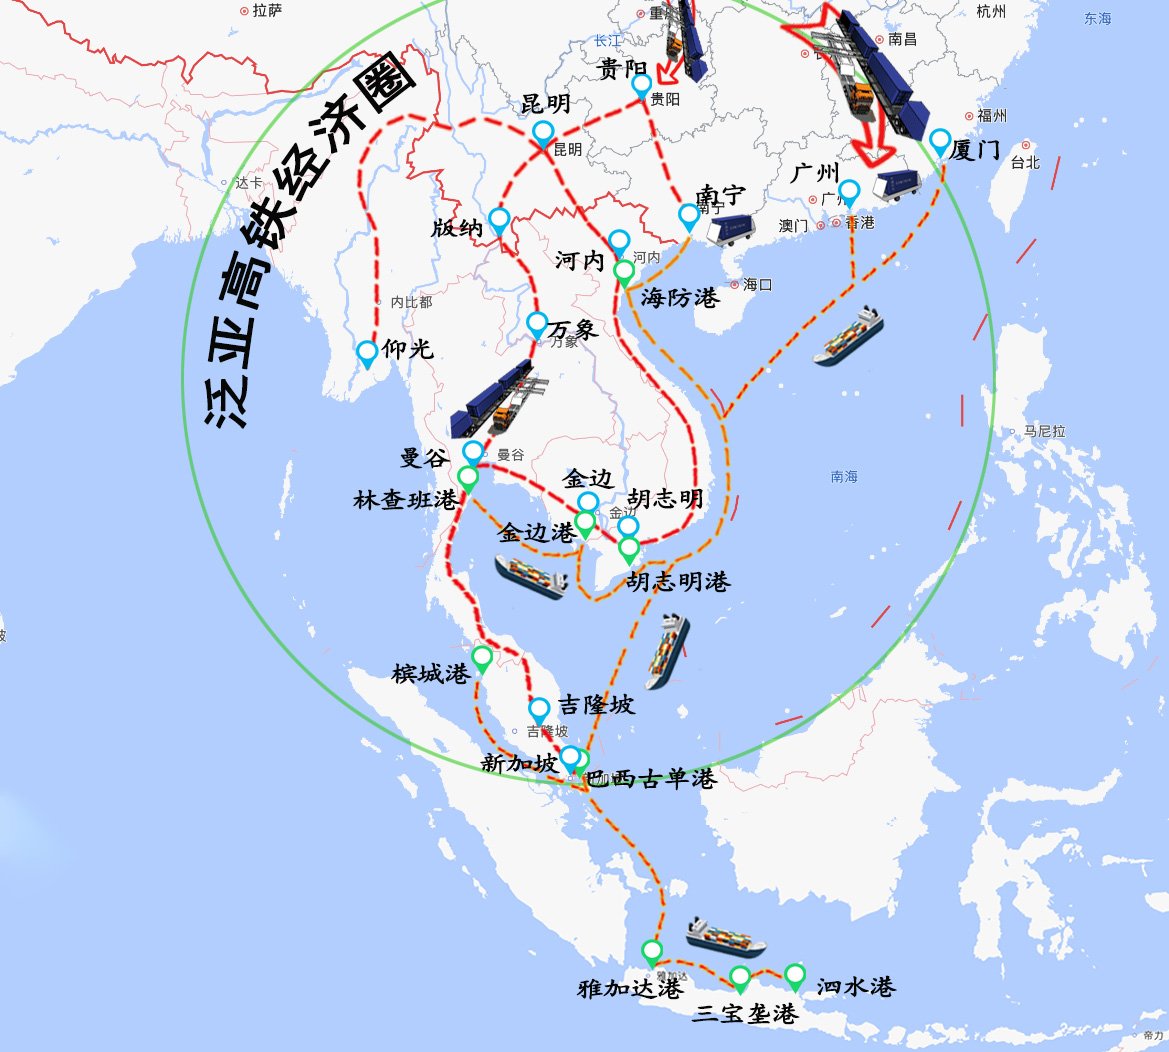 拉萨
杭州
东海
长江
南昌
贵阳
贵阳
昆明
昆明
福州
厦门
台北
泛亚高铁经济圈
达卡
广州
南宁
版纳
澳门
香港
河内
河内
海口
海防港
内比都
万象
万象
仰光
曼谷
曼谷
马尼拉
南海
林查班港
金边
金边
胡志明
金边港
胡志明港
槟城港
吉隆坡
吉隆坡
新加坡
巴西古单港
雅加达
雅加达港
泗水港
三宝垄港
帝力